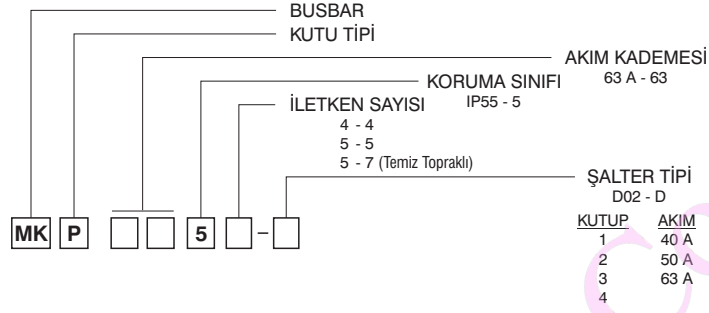 BUSBAR
KUTU TİPİ
AKIM KADEMESİ
63 A - 63
KORUMA SINIFI
IP55 - 5
İLETKEN SAYISI
4 - 4
5 - 5
5 - 7 (Temiz Topraklı)
ŞALTER TİPİ
D02 - D
KUTUP AKIM
1 40 A
2 50 A
3 63 A
4
MK P 5 -